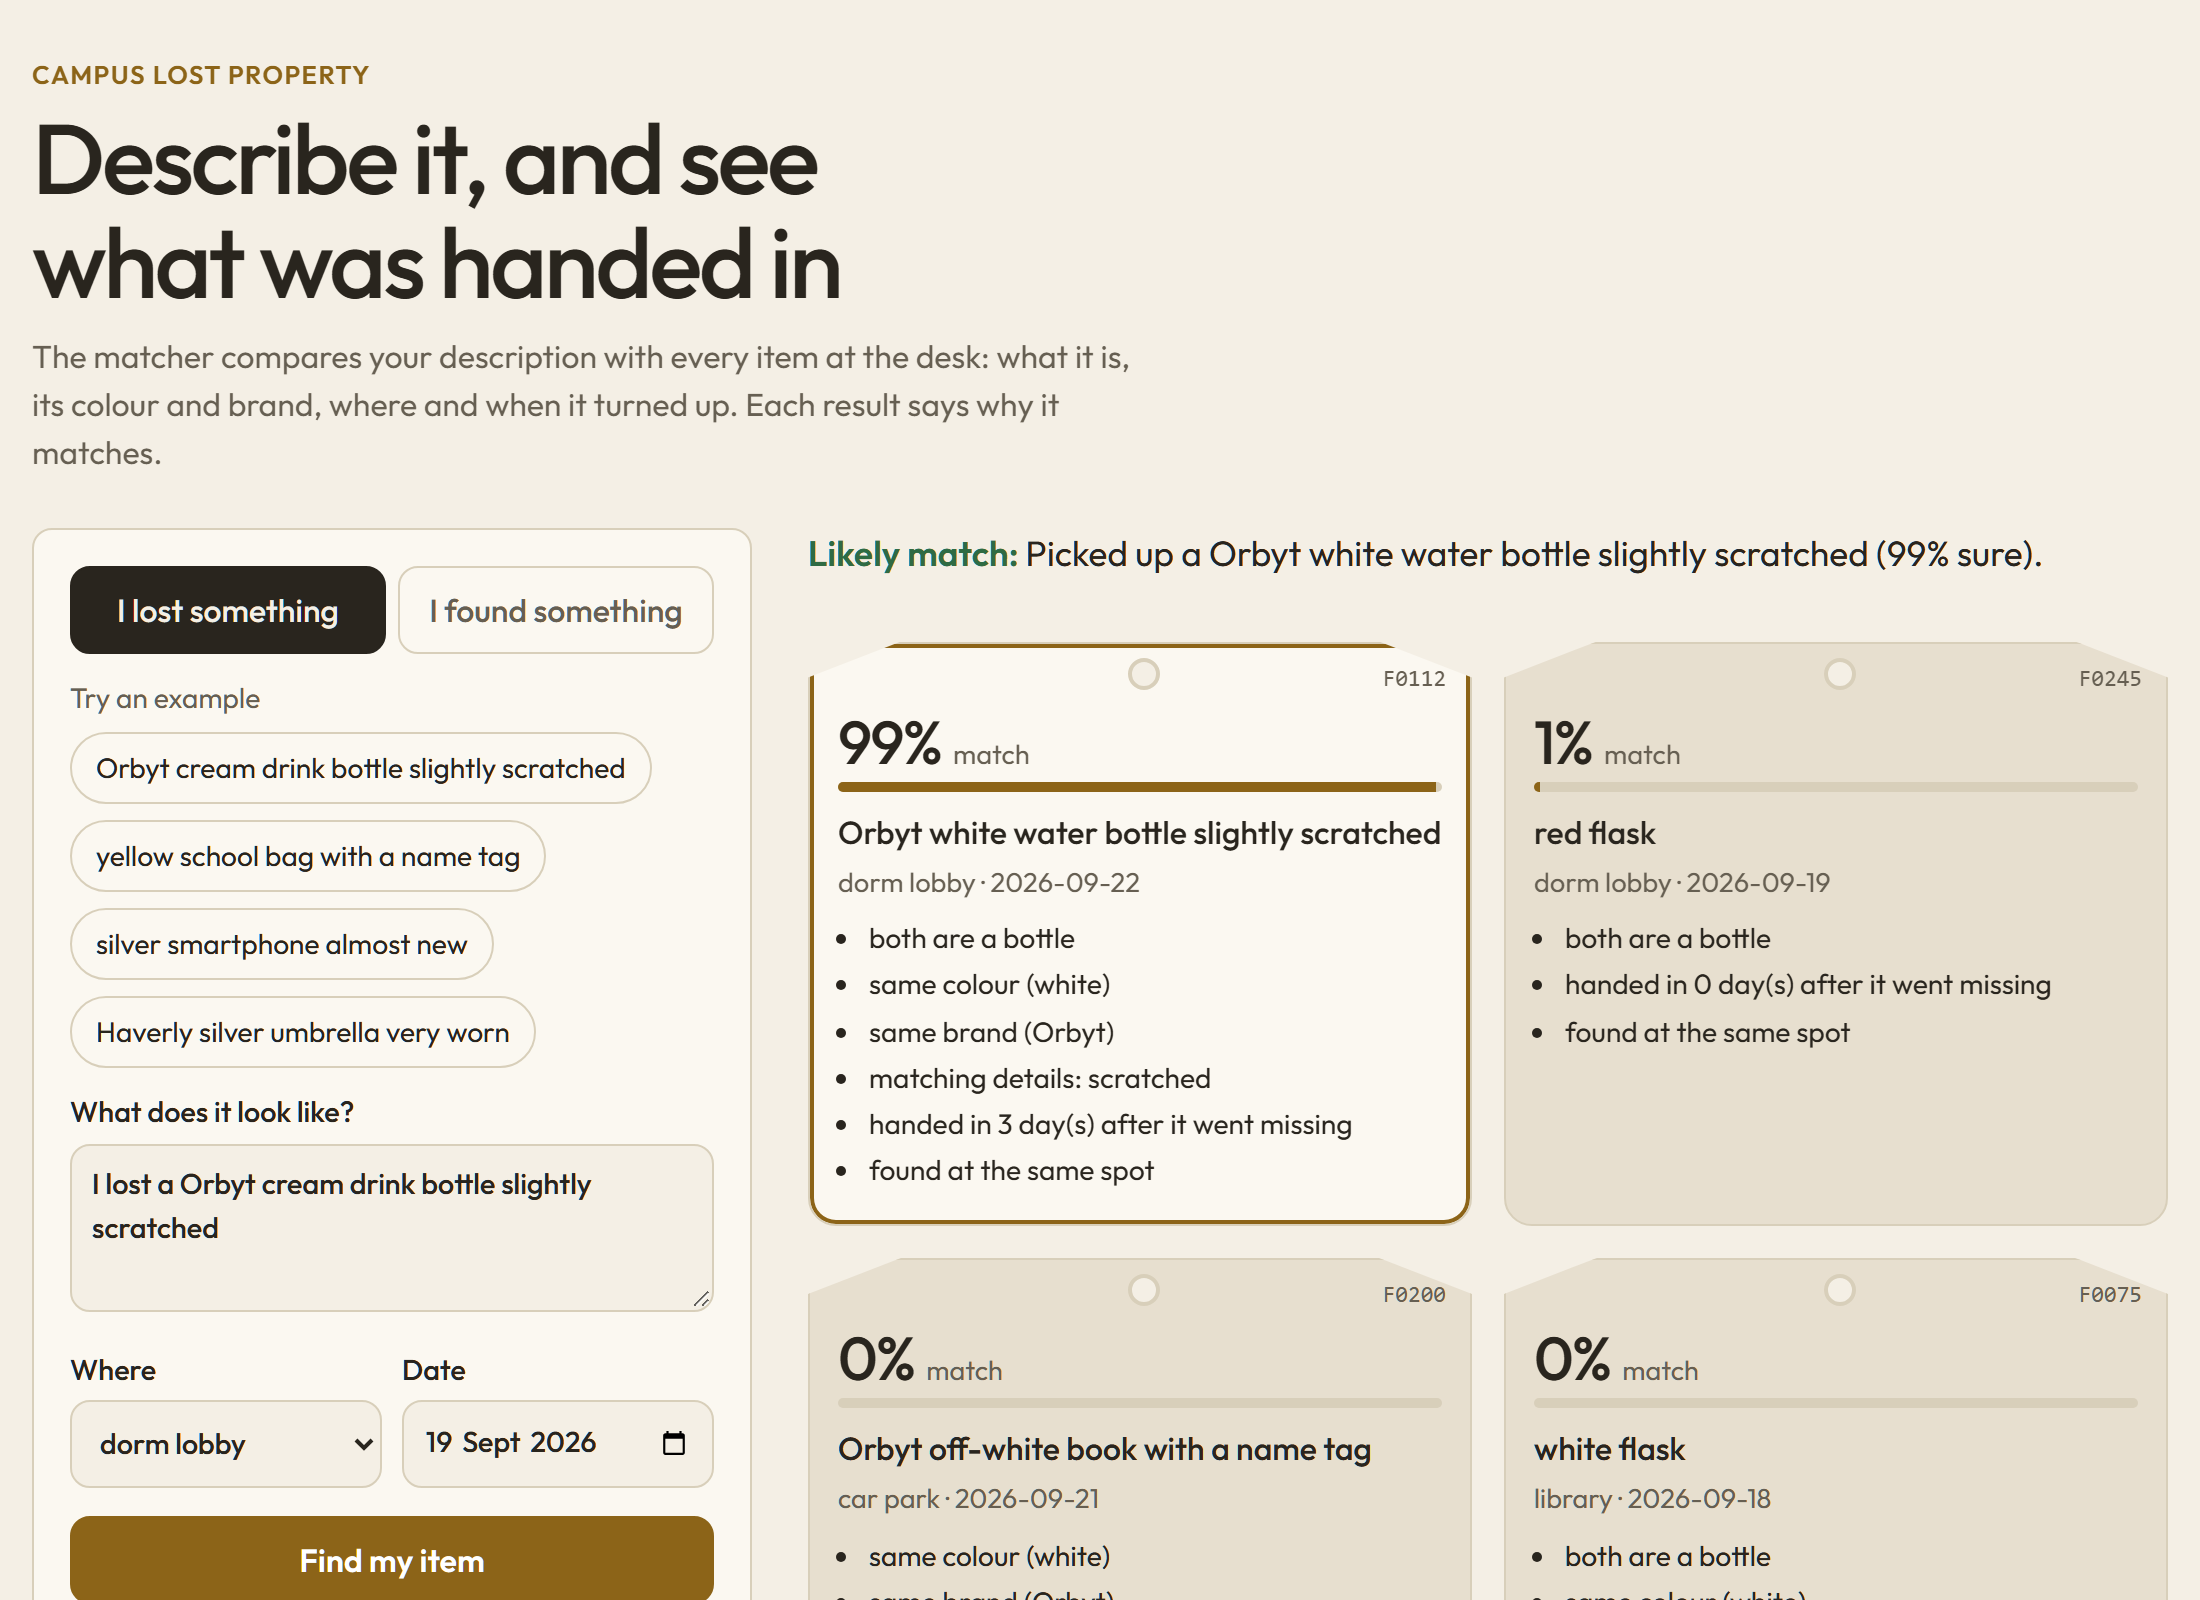 CAMPUS LOST PROPERTY
Describe it, and see
what was handed in
The matcher compares your description with every item at the desk: what it is,
its colour and brand, where and when it turned up. Each result says why it
matches.
I lost something
I found something
Try an example
Orbyt cream drink bottle slightly scratched
yellow school bag with a name tag
silver smartphone almost new
Haverly silver umbrella very worn
What does it look like?
I lost a Orbyt cream drink bottle slightly
scratched
Where
Date
dorm lobby
19 Sept 2026
Find my item
Likely match: Picked up a Orbyt white water bottle slightly scratched (99% sure).
F0112
99% match
Orbyt white water bottle slightly scratched
dorm lobby · 2026-09-22
both are a bottle
same colour (white)
same brand (Orbyt)
matching details: scratched
handed in 3 day(s) after it went missing
found at the same spot
F0245
1% match
red flask
dorm lobby · 2026-09-19
both are a bottle
handed in 0 day(s) after it went missing
found at the same spot
F0200
0% match
Orbyt off-white book with a name tag
car park · 2026-09-21
same colour (white)
same brand (Orbyt)
F0075
0% match
white flask
library · 2026-09-18
both are a bottle
same colour (white)